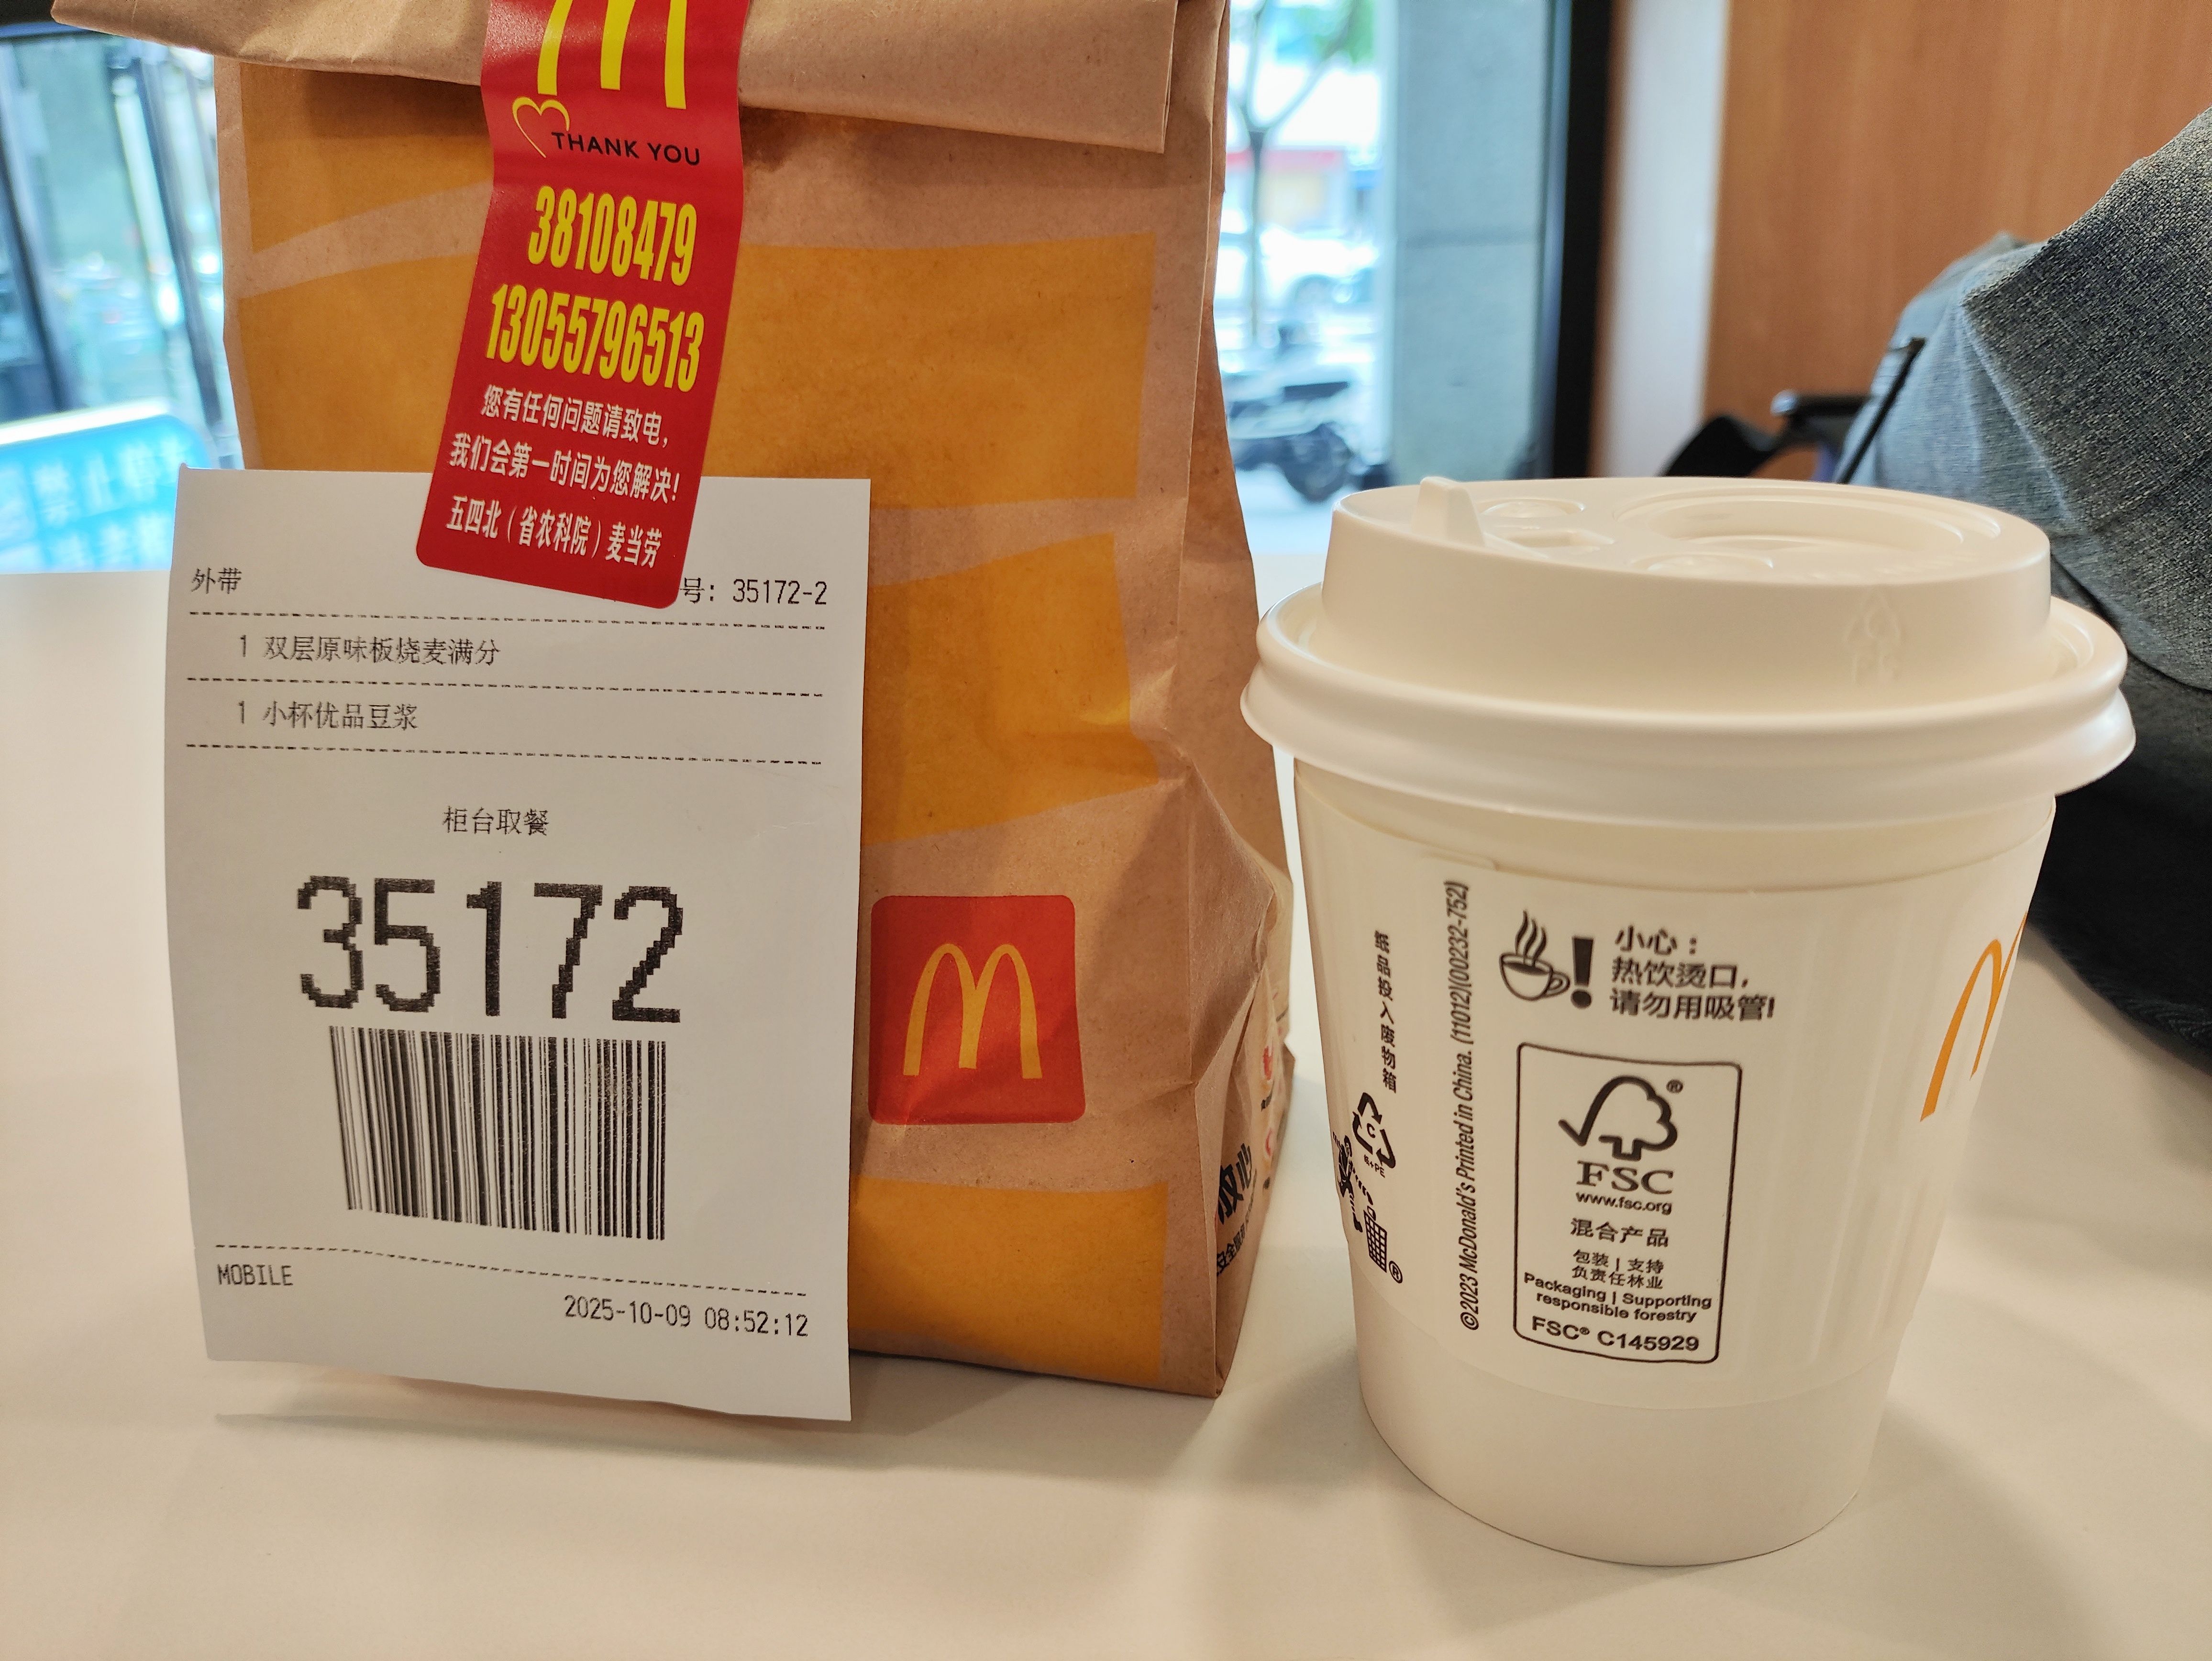 THANK YOU
38108479
13055796513
您有任何问题请致电，
我们会第一时间为您解决！
五四北（省农科院）麦当劳
外带
号: 35172-2
1 双层原味板烧麦满分
1 小杯优品豆浆
柜台取餐
35172
MOBILE
2025-10-09 08:52:12
放心
纸品投入废物箱
©2023 McDonald's Printed in China. (11012)(00232-752)
小心：
热饮烫口，
请勿用吸管!
FSC
www.fsc.org
混合产品
包装 | 支持
负责任林业
Packaging | Supporting
responsible forestry
FSC® C145929